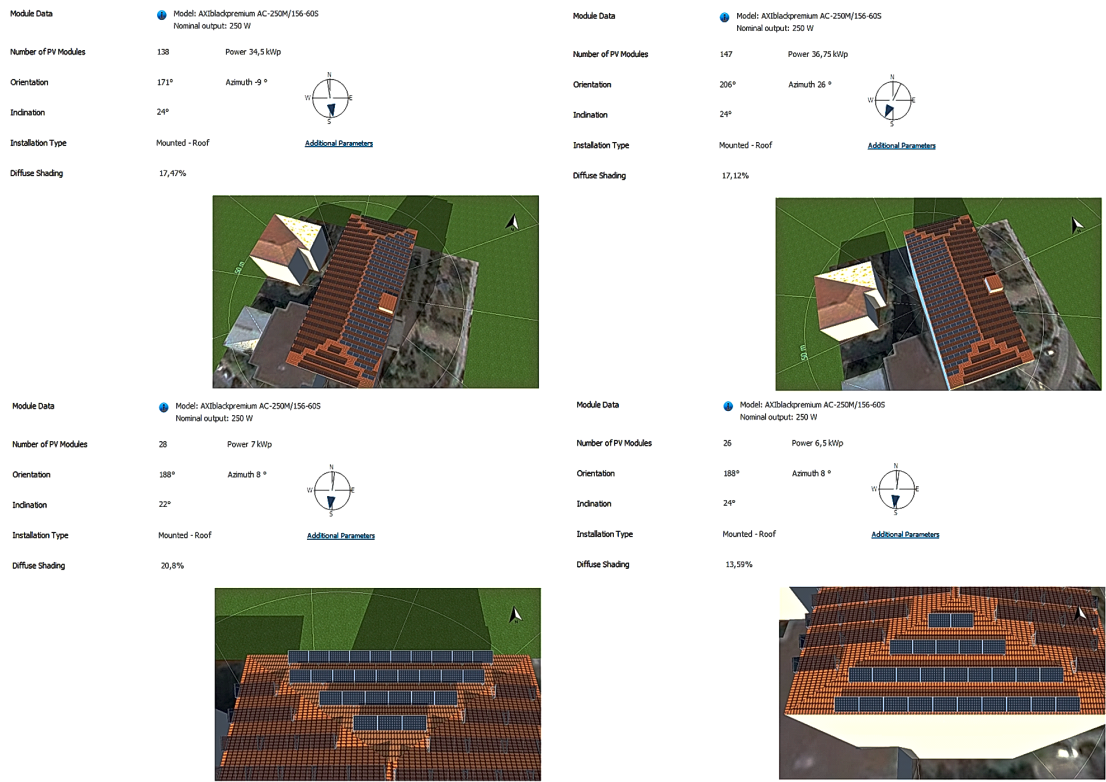 Module Data
Model: AXIblackpremium AC-250M/156-60S
Nominal output: 250 W
Number of PV Modules 138 Power 34,5 kWp
Orientation 171° Azimuth -9 °
N
W E
S
Inclination 24°
Installation Type Mounted - Roof Additional Parameters
Diffuse Shading 17,47%
50 m
Module Data
Model: AXIblackpremium AC-250M/156-60S
Nominal output: 250 W
Number of PV Modules 147 Power 36,75 kWp
Orientation 206° Azimuth 26 °
N
W E
S
Inclination 24°
Installation Type Mounted - Roof Additional Parameters
Diffuse Shading 17,12%
50 m
Module Data
Model: AXIblackpremium AC-250M/156-60S
Nominal output: 250 W
Number of PV Modules 28 Power 7 kWp
Orientation 188° Azimuth 8 °
N
W E
S
Inclination 22°
Installation Type Mounted - Roof Additional Parameters
Diffuse Shading 20,8%
Module Data
Model: AXIblackpremium AC-250M/156-60S
Nominal output: 250 W
Number of PV Modules 26 Power 6,5 kWp
Orientation 188° Azimuth 8 °
N
W E
S
Inclination 24°
Installation Type Mounted - Roof Additional Parameters
Diffuse Shading 13,59%